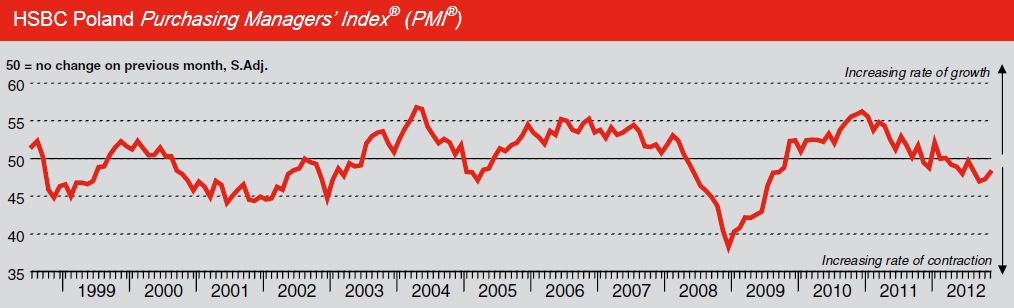 HSBC Poland Purchasing Managers’ Index® (PMI®)
50 = no change on previous month, S.Adj.
Increasing rate of growth
60
55
50
45
40
35
Increasing rate of contraction
1999 2000 2001 2002 2003 2004 2005 2006 2007 2008 2009 2010 2011 2012